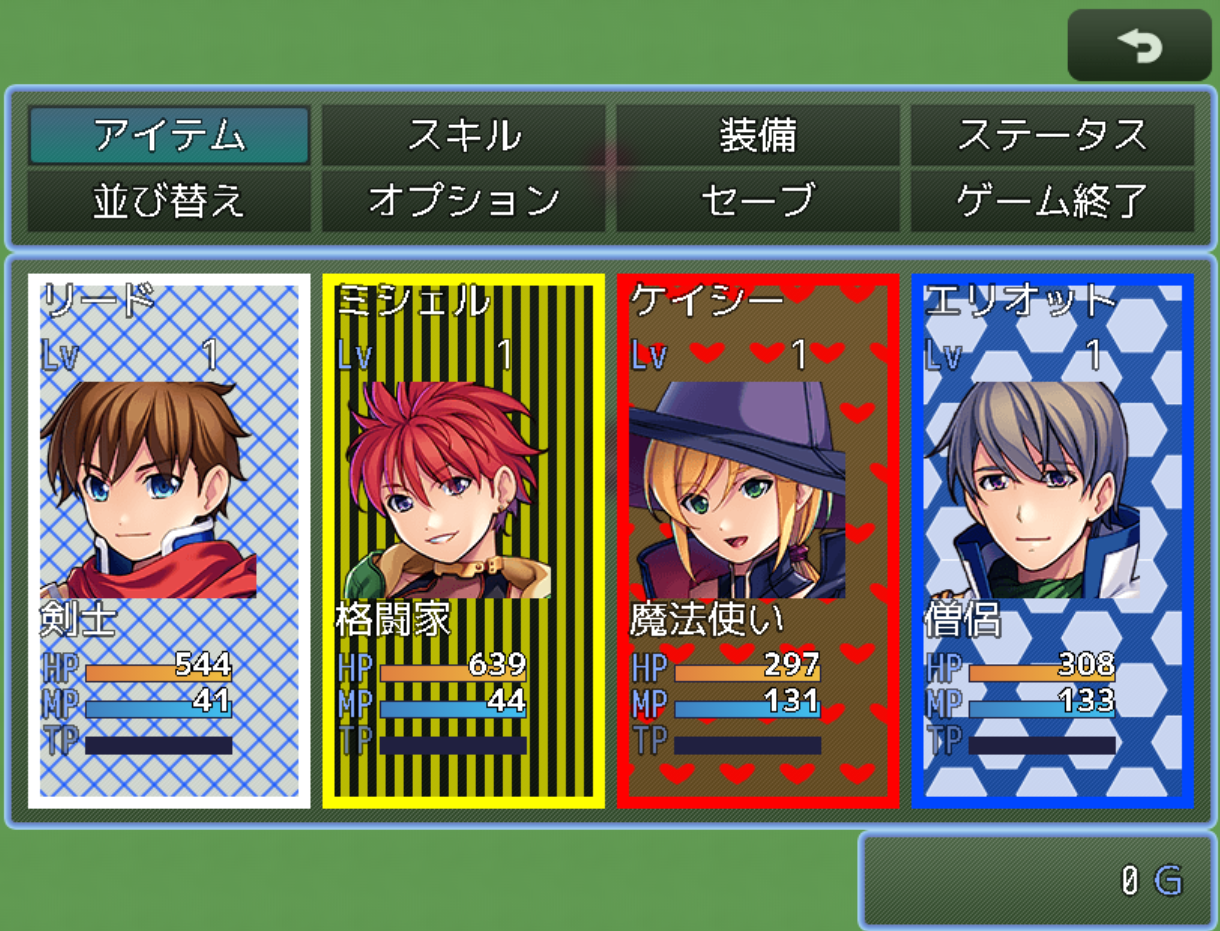 アイテム スキル 装備 ステータス
並び替え オプション セーブ ゲーム終了
リード ミシェル ケイシー エリオット
Lv 1 Lv 1 Lv 1 Lv 1
剣士 格闘家 魔法使い 僧侶
HP 544 HP 639 HP 297 HP 308
MP 41 MP 44 MP 131 MP 133
TP TP TP TP
0 G